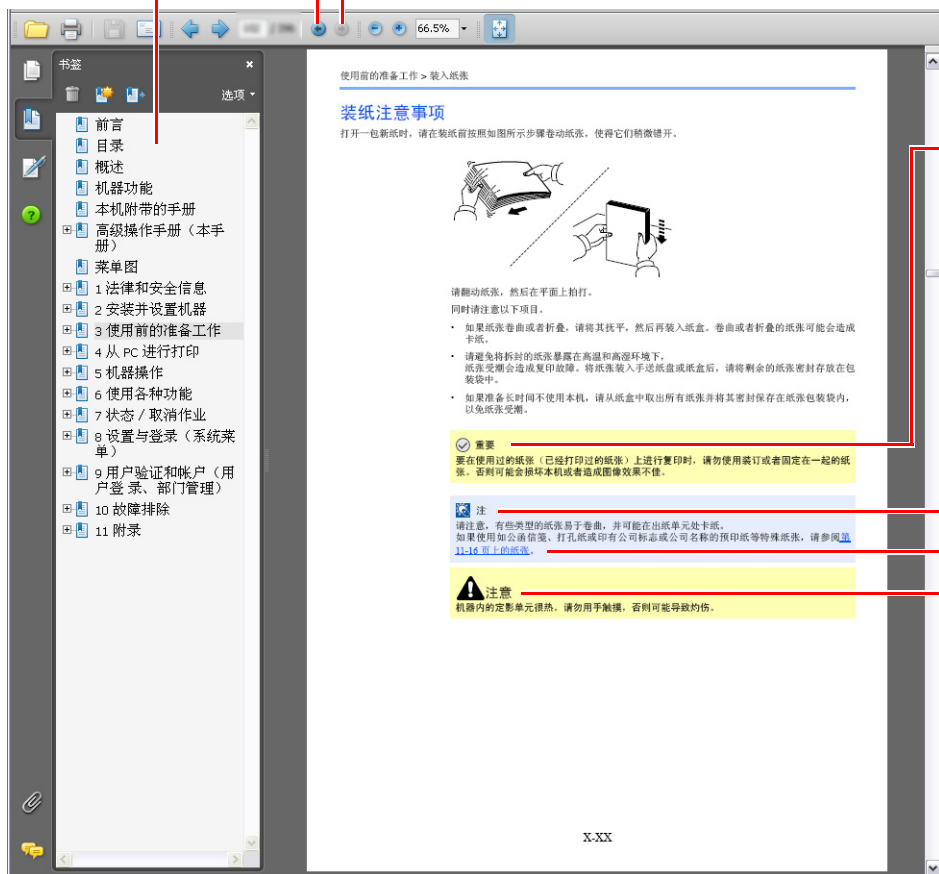 66.5%
书签
选项
前言
目录
概述
机器功能
本机附带的手册
高级操作手册（本手
册）
菜单图
1 法律和安全信息
2 安装并设置机器
3 使用前的准备工作
4 从 PC 进行打印
5 机器操作
6 使用各种功能
7 状态 / 取消作业
8 设置与登录（系统菜
单）
9 用户验证和帐户（用
户登 录、部门管理）
10 故障排除
11 附录
使用前的准备工作 > 装入纸张
装纸注意事项
打开一包新纸时，请在装纸前按照如图所示步骤卷动纸张，使得它们稍微错开。
请翻动纸张，然后在平面上拍打。
同时请注意以下项目。
• 如果纸张卷曲或者折叠，请将其抚平，然后再装入纸盒。卷曲或者折叠的纸张可能会造成
卡纸。
• 请避免将拆封的纸张暴露在高温和高湿环境下，
纸张受潮会造成复印故障。将纸张装入手送纸盘或纸盒后，请将剩余的纸张密封存放在包
装袋中。
• 如果准备长时间不使用本机，请从纸盒中取出所有纸张并将其密封保存在纸张包装袋内，
以免纸张受潮。
重要
要在使用过的纸张（已经打印过的纸张）上进行复印时，请勿使用装订或者固定在一起的纸
张。否则可能会损坏本机或者造成图像效果不佳。
注
请注意，有些类型的纸张易于卷曲，并可能在出纸单元处卡纸。
如果使用如公函信笺、打孔纸或印有公司标志或公司名称的预印纸等特殊纸张，请参阅第
11-16 页上的纸张。
注意
机器内的定影单元很热。请勿用手触摸，否则可能导致灼伤。
X-XX